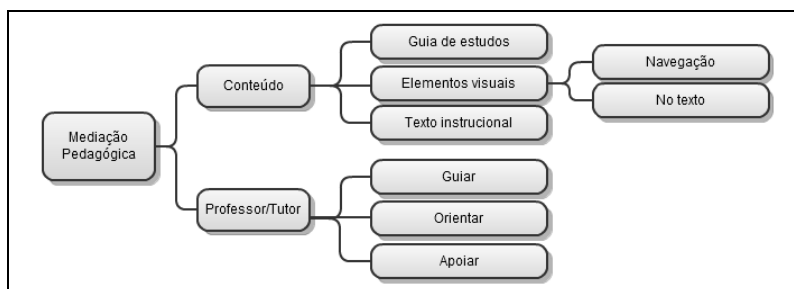 Mediação
Pedagógica
Conteúdo
Guia de estudos
Elementos visuais
Navegação
No texto
Texto instrucional
Professor/Tutor
Guiar
Orientar
Apoiar